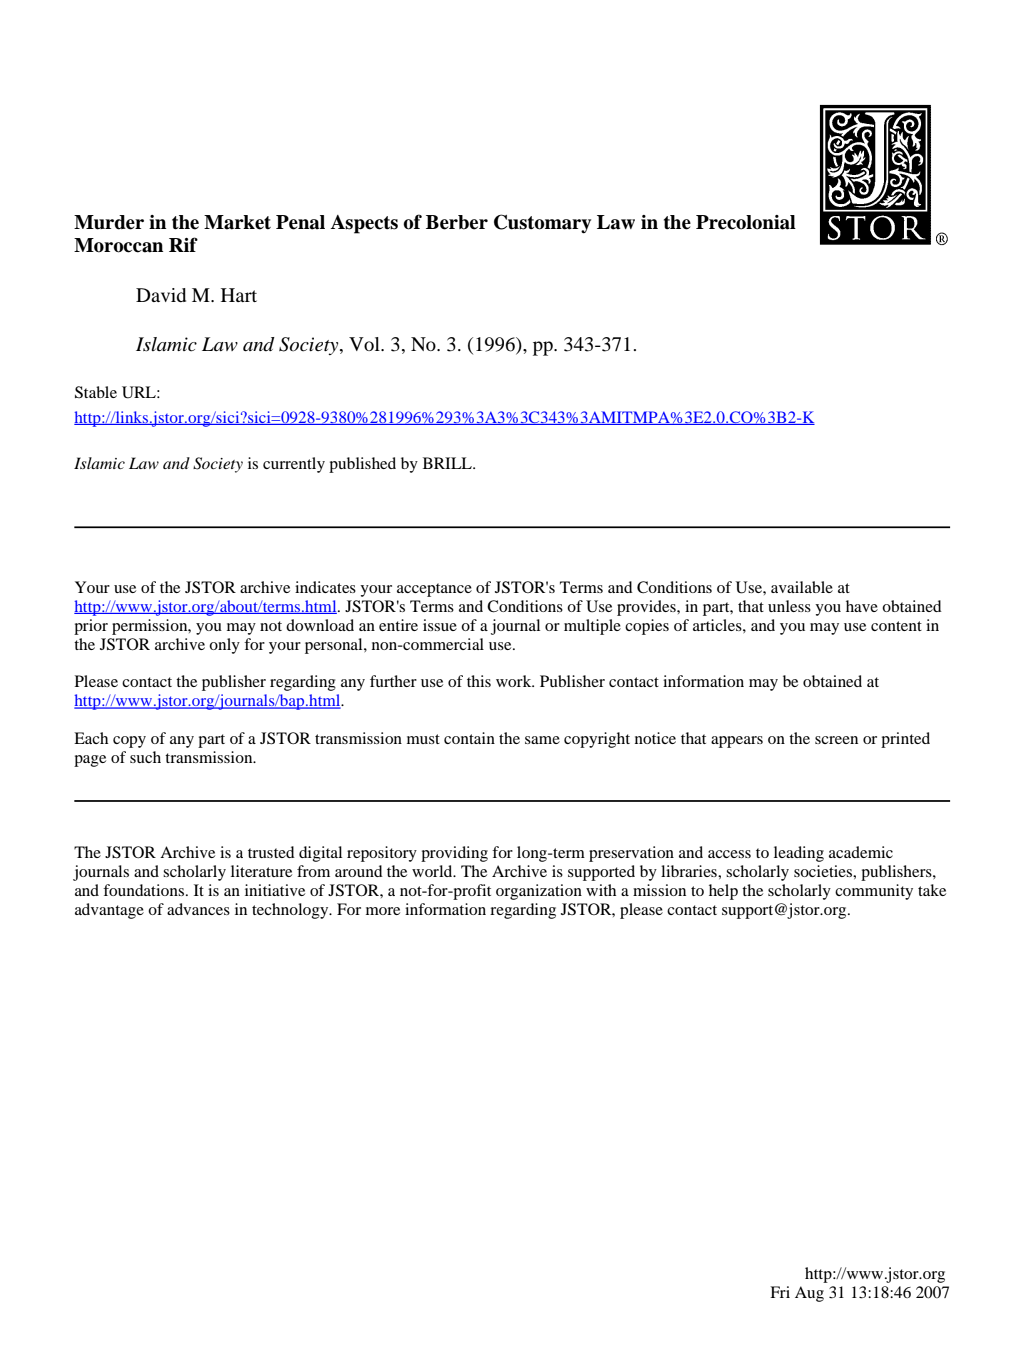 J
STOR ®
Murder in the Market Penal Aspects of Berber Customary Law in the Precolonial
Moroccan Rif
David M. Hart
Islamic Law and Society, Vol. 3, No. 3. (1996), pp. 343-371.
Stable URL:
http://links.jstor.org/sici?sici=0928-9380%281996%293%3A3%3C343%3AMITMPA%3E2.0.CO%3B2-K
Islamic Law and Society is currently published by BRILL.
Your use of the JSTOR archive indicates your acceptance of JSTOR's Terms and Conditions of Use, available at
http://www.jstor.org/about/terms.html. JSTOR's Terms and Conditions of Use provides, in part, that unless you have obtained
prior permission, you may not download an entire issue of a journal or multiple copies of articles, and you may use content in
the JSTOR archive only for your personal, non-commercial use.
Please contact the publisher regarding any further use of this work. Publisher contact information may be obtained at
http://www.jstor.org/journals/bap.html.
Each copy of any part of a JSTOR transmission must contain the same copyright notice that appears on the screen or printed
page of such transmission.
The JSTOR Archive is a trusted digital repository providing for long-term preservation and access to leading academic
journals and scholarly literature from around the world. The Archive is supported by libraries, scholarly societies, publishers,
and foundations. It is an initiative of JSTOR, a not-for-profit organization with a mission to help the scholarly community take
advantage of advances in technology. For more information regarding JSTOR, please contact support@jstor.org.
http://www.jstor.org
Fri Aug 31 13:18:46 2007